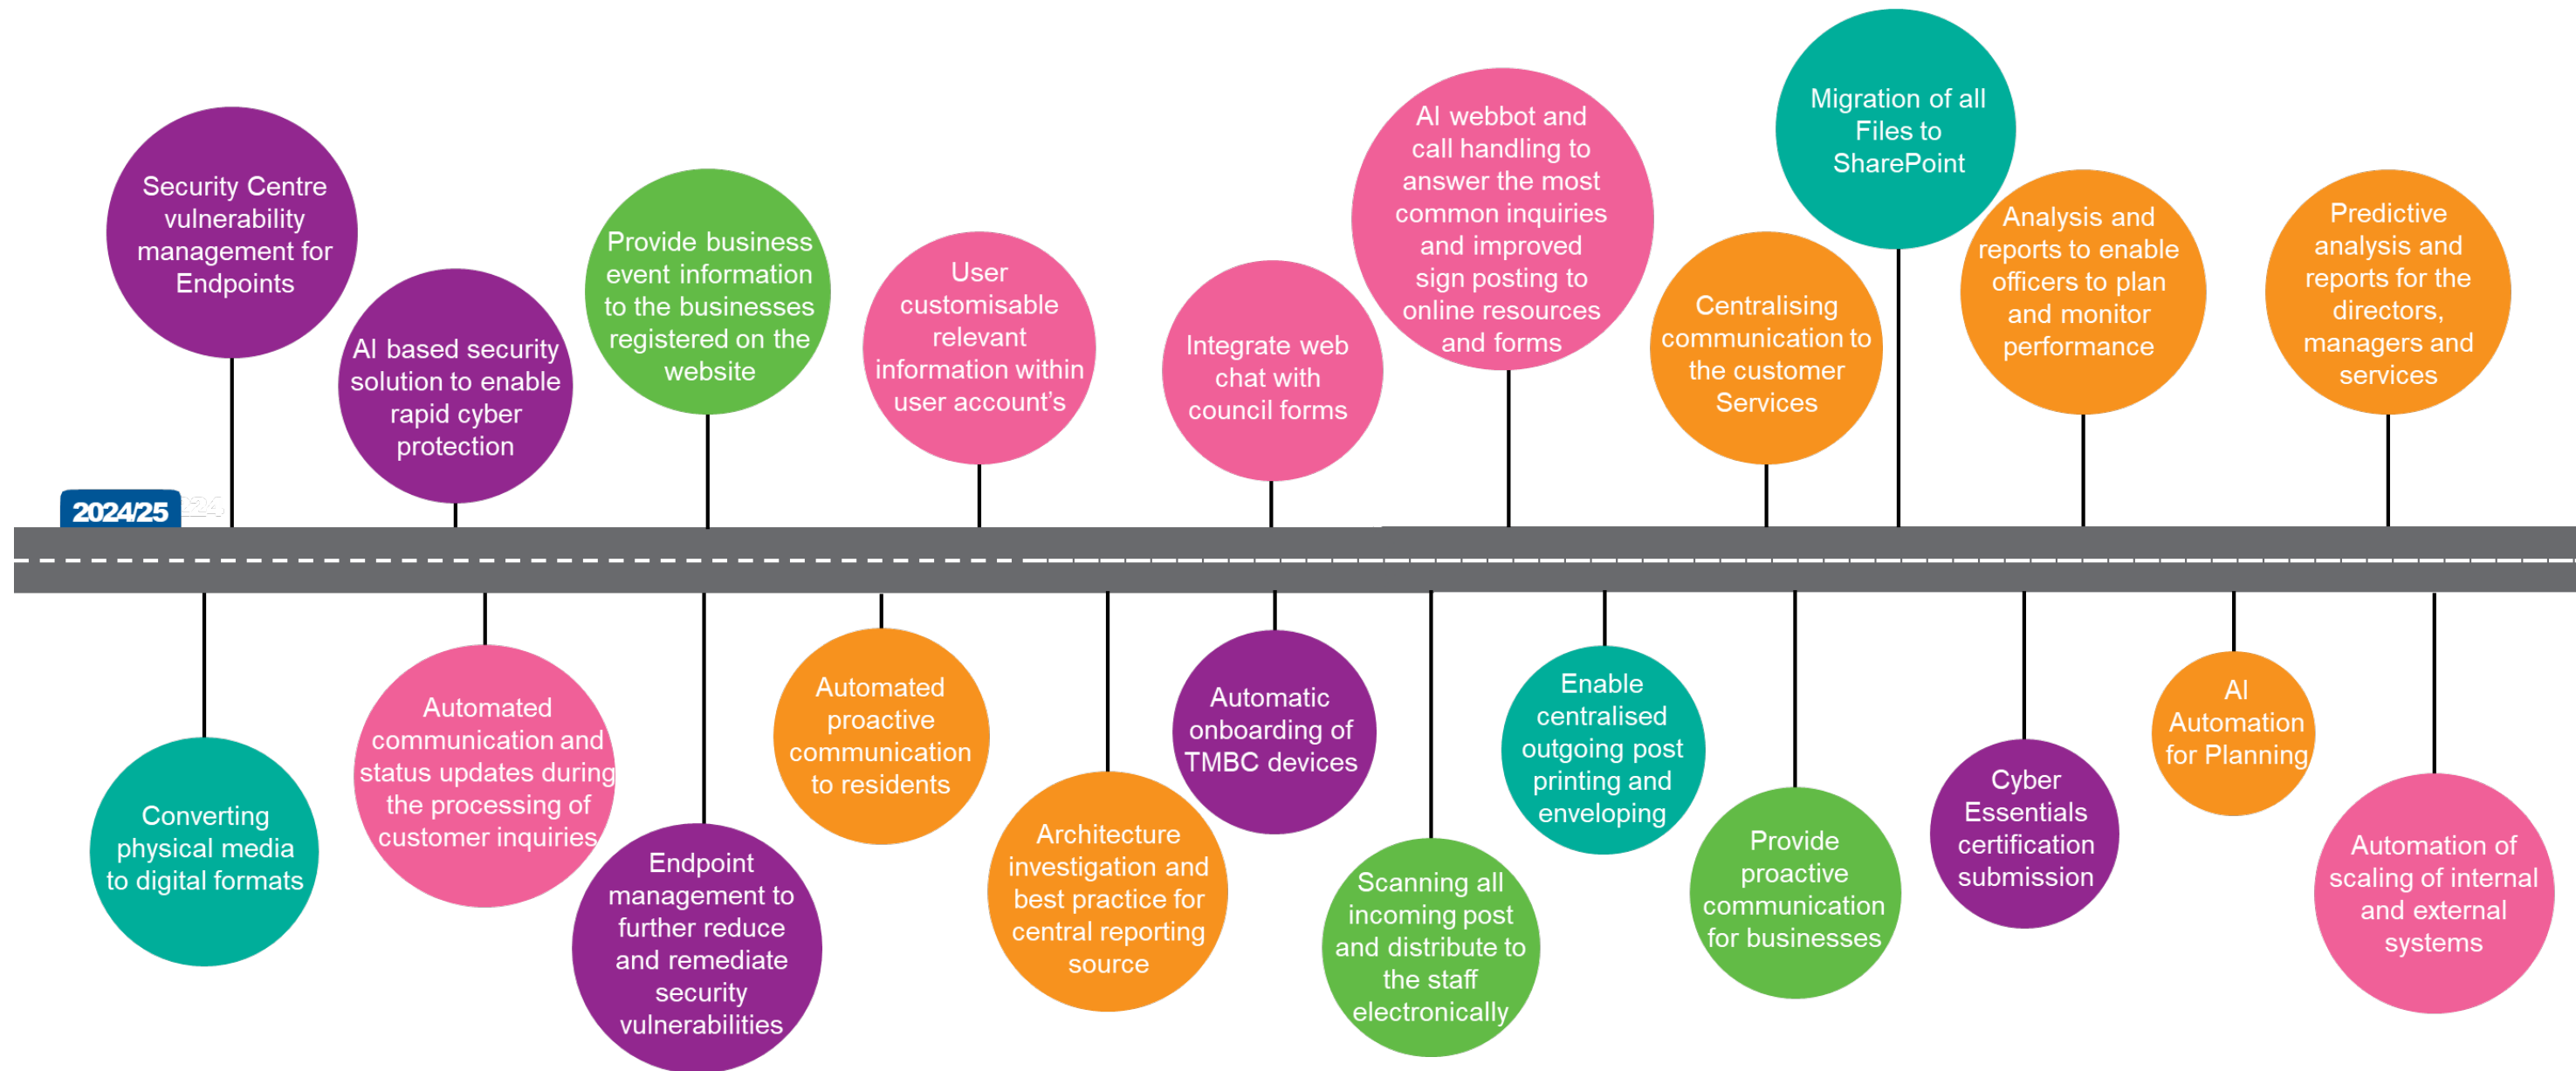 Security Centre
vulnerability
management for
Endpoints
AI based security
solution to enable
rapid cyber
protection
Provide business
event information
to the businesses
registered on the
website
User
customisable
relevant
information within
user account’s
Integrate web
chat with
council forms
AI webbot and
call handling to
answer the most
common inquiries
and improved
sign posting to
online resources
and forms
Centralising
communication to
the customer
Services
Migration of all
Files to
SharePoint
Analysis and
reports to enable
officers to plan
and monitor
performance
Predictive
analysis and
reports for the
directors,
managers and
services
2024/25
Converting
physical media
to digital formats
Automated
communication and
status updates during
the processing of
customer inquiries
Endpoint
management to
further reduce
and remediate
security
vulnerabilities
Automated
proactive
communication
to residents
Architecture
investigation and
best practice for
central reporting
source
Automatic
onboarding of
TMBC devices
Scanning all
incoming post
and distribute to
the staff
electronically
Enable
centralised
outgoing post
printing and
enveloping
Provide
proactive
communication
for businesses
Cyber
Essentials
certification
submission
AI
Automation
for Planning
Automation of
scaling of internal
and external
systems